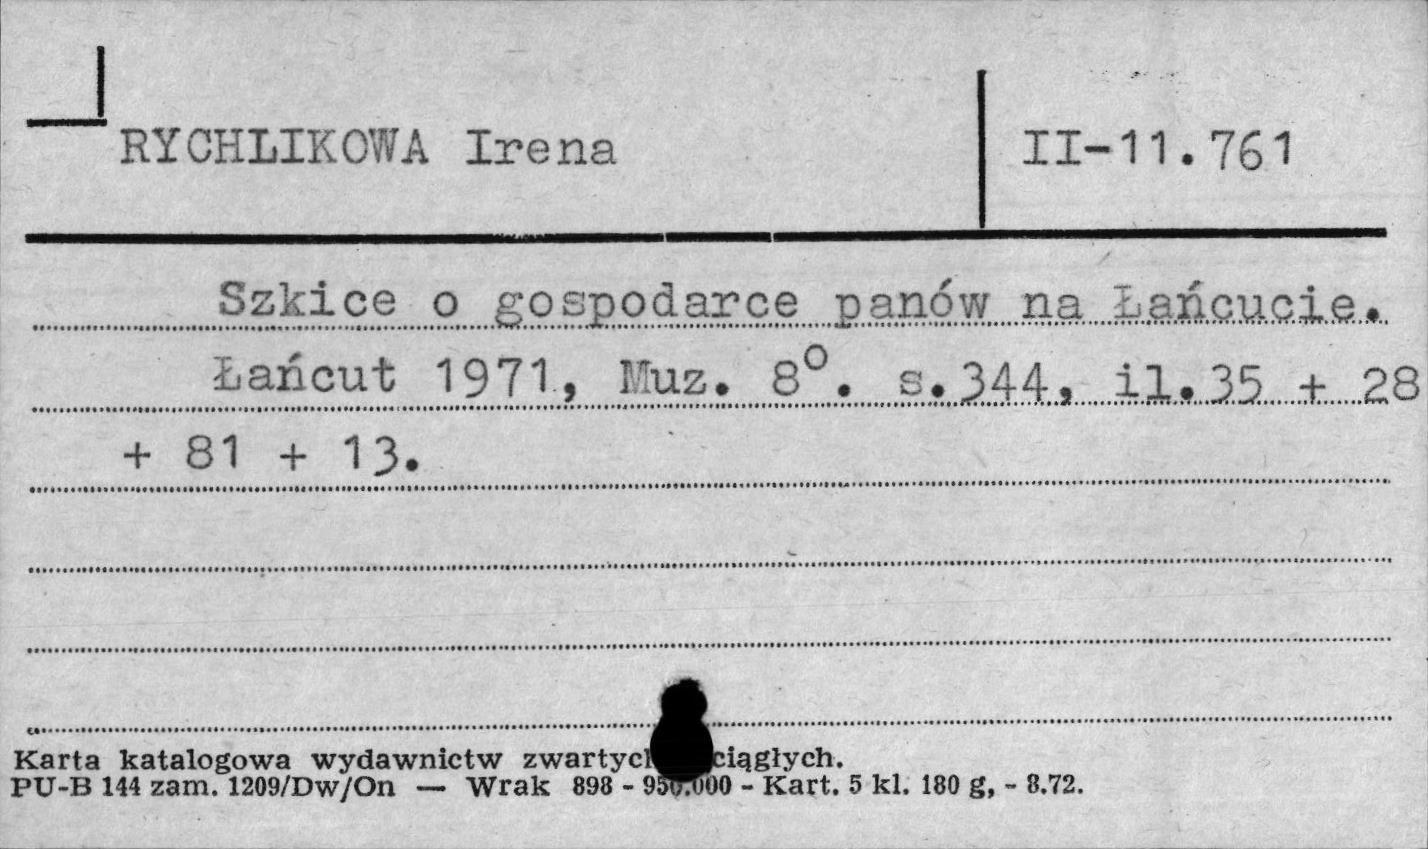 RYCHLIKOWA Irena
II-11.761
Szkice o gospodarce panów na Łańcucie.
Łańcut 1971, Muz. 8°. s.344, il.35 + 28
+ 81 + 13.
Karta katalogowa wydawnictw ciągłych.
PU-B 144 zam. 1209/Dw/On — Wrak 898 - 950.000 - Kart. 5 kl. 180 g, - 8.72.